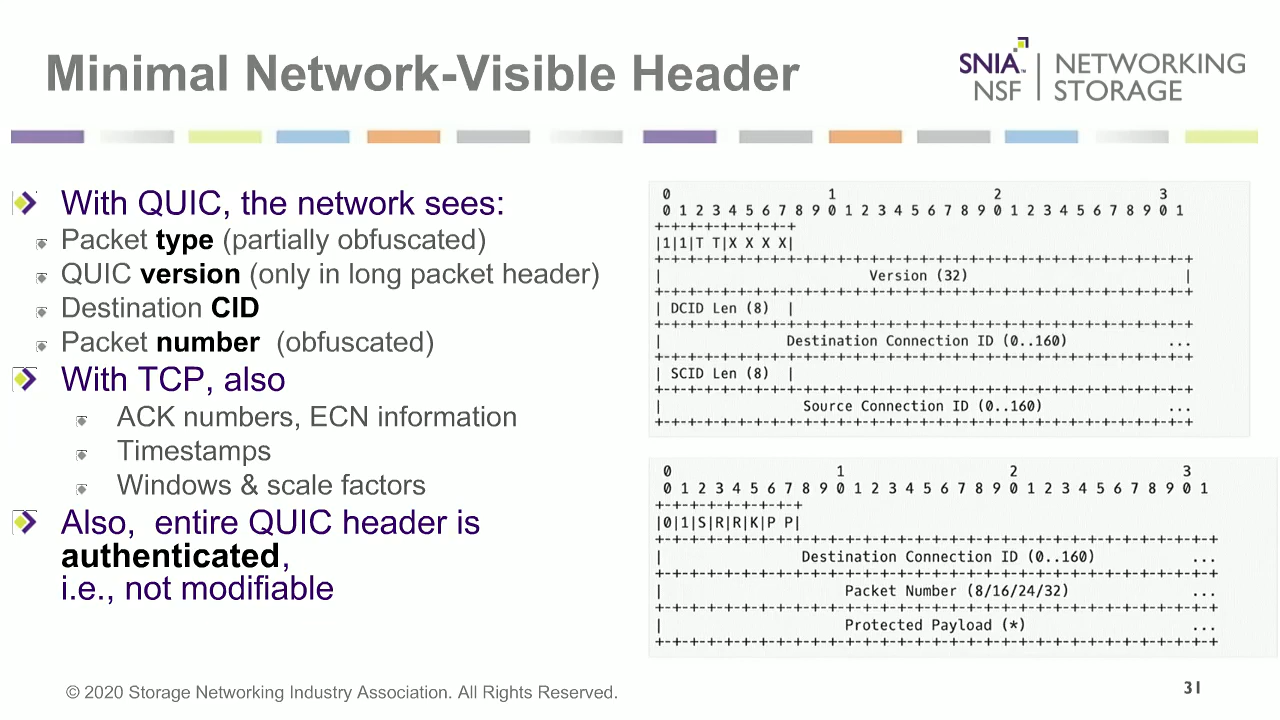 Minimal Network-Visible Header
SNIA™ NSF | NETWORKING STORAGE
With QUIC, the network sees:
Packet type (partially obfuscated)
QUIC version (only in long packet header)
Destination CID
Packet number (obfuscated)
With TCP, also
ACK numbers, ECN information
Timestamps
Windows & scale factors
Also, entire QUIC header is
authenticated,
i.e., not modifiable
0 1 2 3
0 1 2 3 4 5 6 7 8 9 0 1 2 3 4 5 6 7 8 9 0 1 2 3 4 5 6 7 8 9 0 1
+-+-+-+-+-+-+-+-+
|1|1|T T|X X X X|
+-+-+-+-+-+-+-+-+-+-+-+-+-+-+-+-+-+-+-+-+-+-+-+-+-+-+-+-+-+-+-+-+
| Version (32) |
+-+-+-+-+-+-+-+-+-+-+-+-+-+-+-+-+-+-+-+-+-+-+-+-+-+-+-+-+-+-+-+-+
| DCID Len (8) |
+-+-+-+-+-+-+-+-+-+-+-+-+-+-+-+-+-+-+-+-+-+-+-+-+-+-+-+-+-+-+-+-+
| Destination Connection ID (0..160) ...
+-+-+-+-+-+-+-+-+-+-+-+-+-+-+-+-+-+-+-+-+-+-+-+-+-+-+-+-+-+-+-+-+
| SCID Len (8) |
+-+-+-+-+-+-+-+-+-+-+-+-+-+-+-+-+-+-+-+-+-+-+-+-+-+-+-+-+-+-+-+-+
| Source Connection ID (0..160) ...
+-+-+-+-+-+-+-+-+-+-+-+-+-+-+-+-+-+-+-+-+-+-+-+-+-+-+-+-+-+-+-+-+
0 1 2 3
0 1 2 3 4 5 6 7 8 9 0 1 2 3 4 5 6 7 8 9 0 1 2 3 4 5 6 7 8 9 0 1
+-+-+-+-+-+-+-+-+
|0|1|S|R|R|K|P P|
+-+-+-+-+-+-+-+-+-+-+-+-+-+-+-+-+-+-+-+-+-+-+-+-+-+-+-+-+-+-+-+-+
| Destination Connection ID (0..160) ...
+-+-+-+-+-+-+-+-+-+-+-+-+-+-+-+-+-+-+-+-+-+-+-+-+-+-+-+-+-+-+-+-+
| Packet Number (8/16/24/32) ...
+-+-+-+-+-+-+-+-+-+-+-+-+-+-+-+-+-+-+-+-+-+-+-+-+-+-+-+-+-+-+-+-+
| Protected Payload (*) ...
+-+-+-+-+-+-+-+-+-+-+-+-+-+-+-+-+-+-+-+-+-+-+-+-+-+-+-+-+-+-+-+-+
© 2020 Storage Networking Industry Association. All Rights Reserved.
31